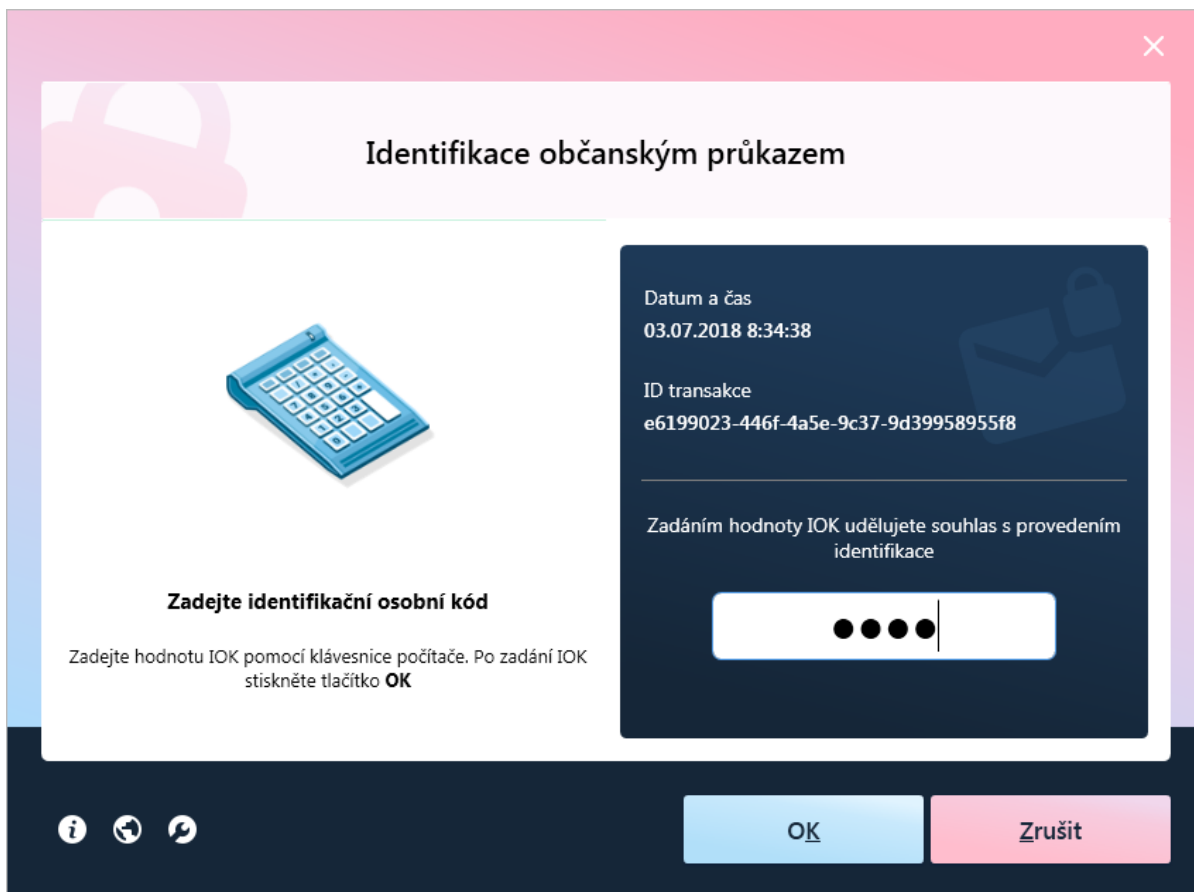 Identifikace občanským průkazem
Zadejte identifikační osobní kód
Zadejte hodnotu IOK pomocí klávesnice počítače. Po zadání IOK
stiskněte tlačítko OK
Datum a čas
03.07.2018 8:34:38
ID transakce
e6199023-446f-4a5e-9c37-9d39958955f8
Zadáním hodnoty IOK udělujete souhlas s provedením
identifikace
OK
Zrušit